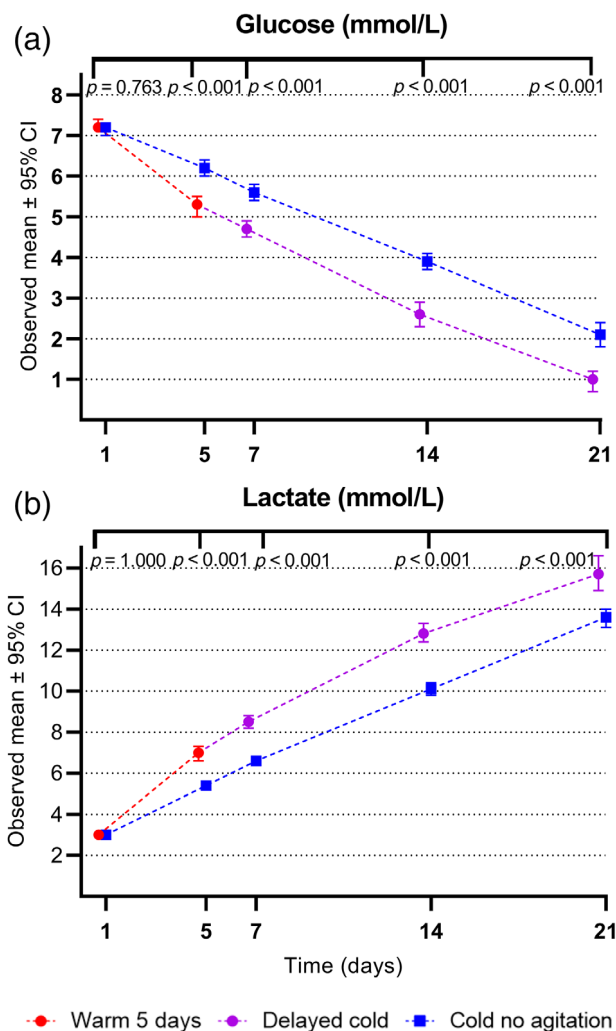 (a)
Glucose (mmol/L)
p = 0.763 p < 0.001 p < 0.001 p < 0.001 p < 0.001
Observed mean ± 95% CI
8
7
6
5
4
3
2
1
1 5 7 14 21
(b)
Lactate (mmol/L)
p = 1.000 p < 0.001 p < 0.001 p < 0.001 p < 0.001
Observed mean ± 95% CI
16
14
12
10
8
6
4
2
1 5 7 14 21
Time (days)
Warm 5 days Delayed cold Cold no agitation